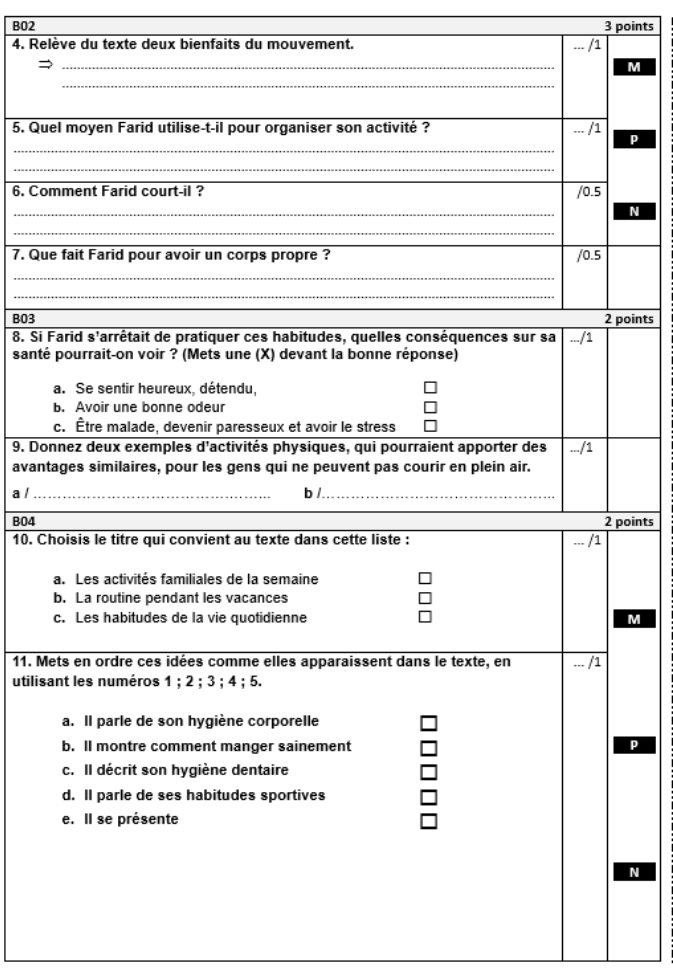 B02 3 points
4. Relève du texte deux bienfaits du mouvement. ... /1
⇒ ........................................ M
........................................
5. Quel moyen Farid utilise-t-il pour organiser son activité ? ... /1
........................................ P
........................................
6. Comment Farid court-il ? /0.5
........................................ N
........................................
7. Que fait Farid pour avoir un corps propre ? /0.5
........................................
........................................
B03 2 points
8. Si Farid s'arrêtait de pratiquer ces habitudes, quelles conséquences sur sa .../1
santé pourrait-on voir ? (Mets une (X) devant la bonne réponse)
a. Se sentir heureux, détendu, ☐
b. Avoir une bonne odeur ☐
c. Être malade, devenir paresseux et avoir le stress ☐
9. Donnez deux exemples d'activités physiques, qui pourraient apporter des .../1
avantages similaires, pour les gens qui ne peuvent pas courir en plein air.
a / ........................................ b /........................................
B04 2 points
10. Choisis le titre qui convient au texte dans cette liste : ... /1
a. Les activités familiales de la semaine ☐
b. La routine pendant les vacances ☐
c. Les habitudes de la vie quotidienne ☐ M
11. Mets en ordre ces idées comme elles apparaissent dans le texte, en ... /1
utilisant les numéros 1 ; 2 ; 3 ; 4 ; 5.
a. Il parle de son hygiène corporelle ☐
b. Il montre comment manger sainement ☐ P
c. Il décrit son hygiène dentaire ☐
d. Il parle de ses habitudes sportives ☐
e. Il se présente ☐
N